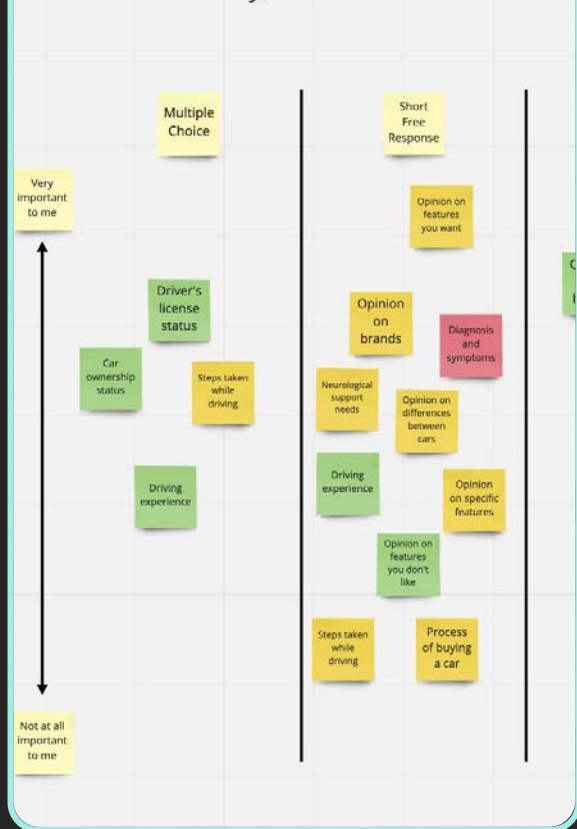 Multiple
Choice
Short
Free
Response
Very
important
to me
Opinion on
features
you want
Driver's
license
status
Opinion
on
brands
Diagnosis
and
symptoms
Car
ownership
status
Steps taken
while
driving
Neurological
support
needs
Opinion on
differences
between
cars
Driving
experience
Driving
experience
Opinion
on specific
features
Opinion on
features
you don't
like
Steps taken
while
driving
Process
of buying
a car
Not at all
important
to me